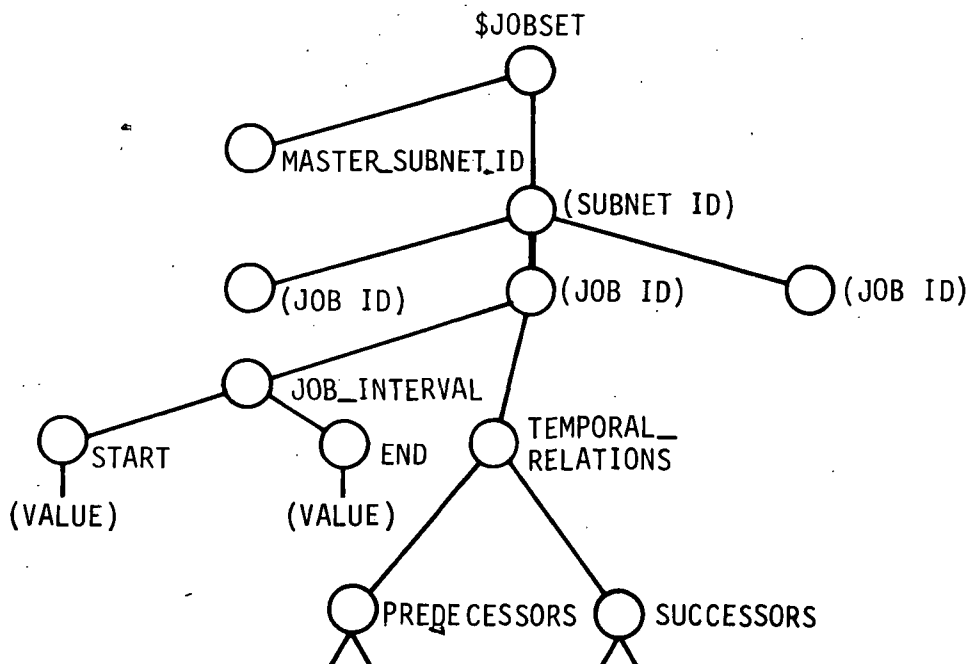 $JOBSET
MASTER_SUBNET_ID
(SUBNET ID)
(JOB ID)
(JOB ID)
(JOB ID)
JOB_INTERVAL
START
END
TEMPORAL_
RELATIONS
(VALUE)
(VALUE)
PREDECESSORS
SUCCESSORS